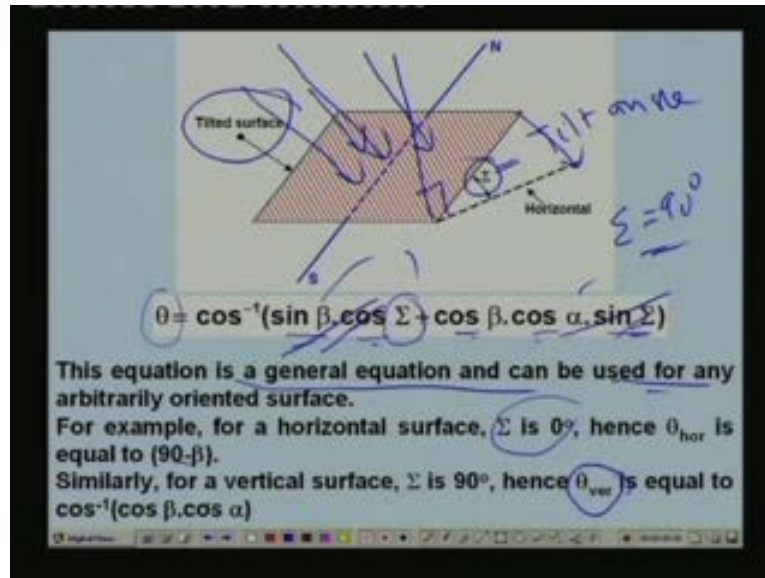 N
Tilted surface
tilt angle
Σ
Horizontal
Σ = 90°
S
θ= cos⁻¹(sin β.cos Σ+cos β.cos α.sin Σ)
This equation is a general equation and can be used for any
arbitrarily oriented surface.
For example, for a horizontal surface, Σ is 0°, hence θhor is
equal to (90-β).
Similarly, for a vertical surface, Σ is 90°, hence θver is equal to
cos⁻¹(cos β.cos α)